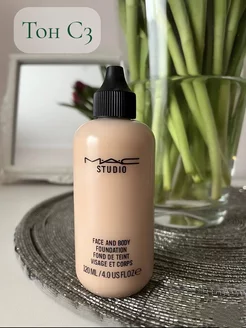 Тон С3
MAC
STUDIO
FACE AND BODY
FOUNDATION
FOND DE TEINT
VISAGE ET CORPS
120 ML / 4.0 US FL OZ ℮